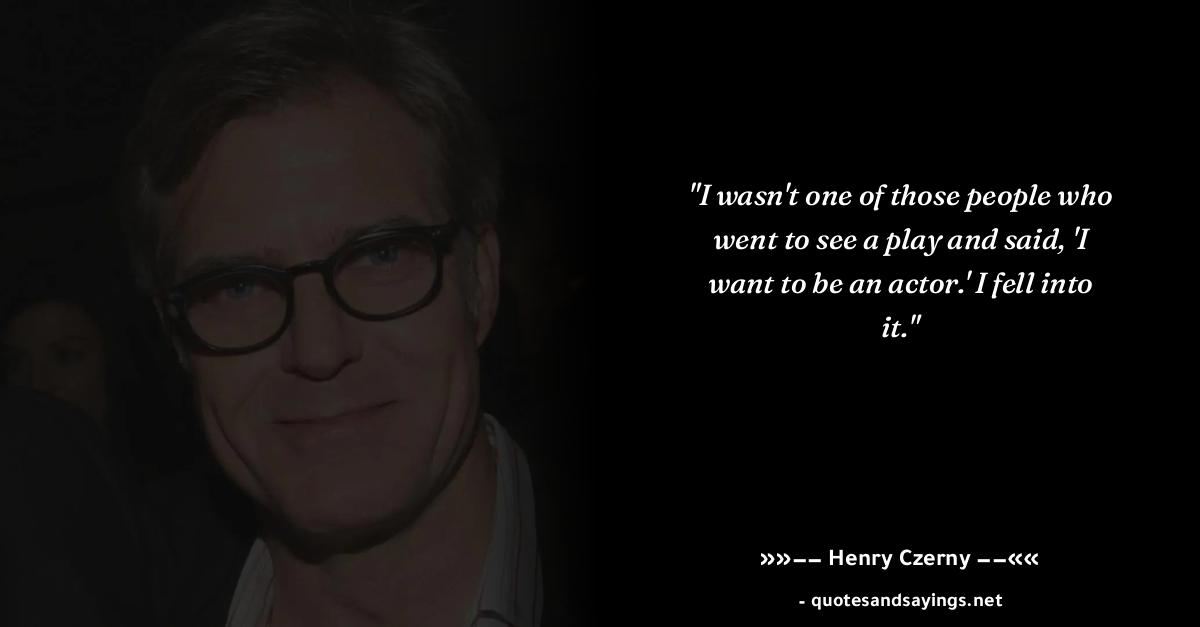 "I wasn't one of those people who
went to see a play and said, 'I
want to be an actor.' I fell into
it."
»»–– Henry Czerny ––««
- quotesandsayings.net